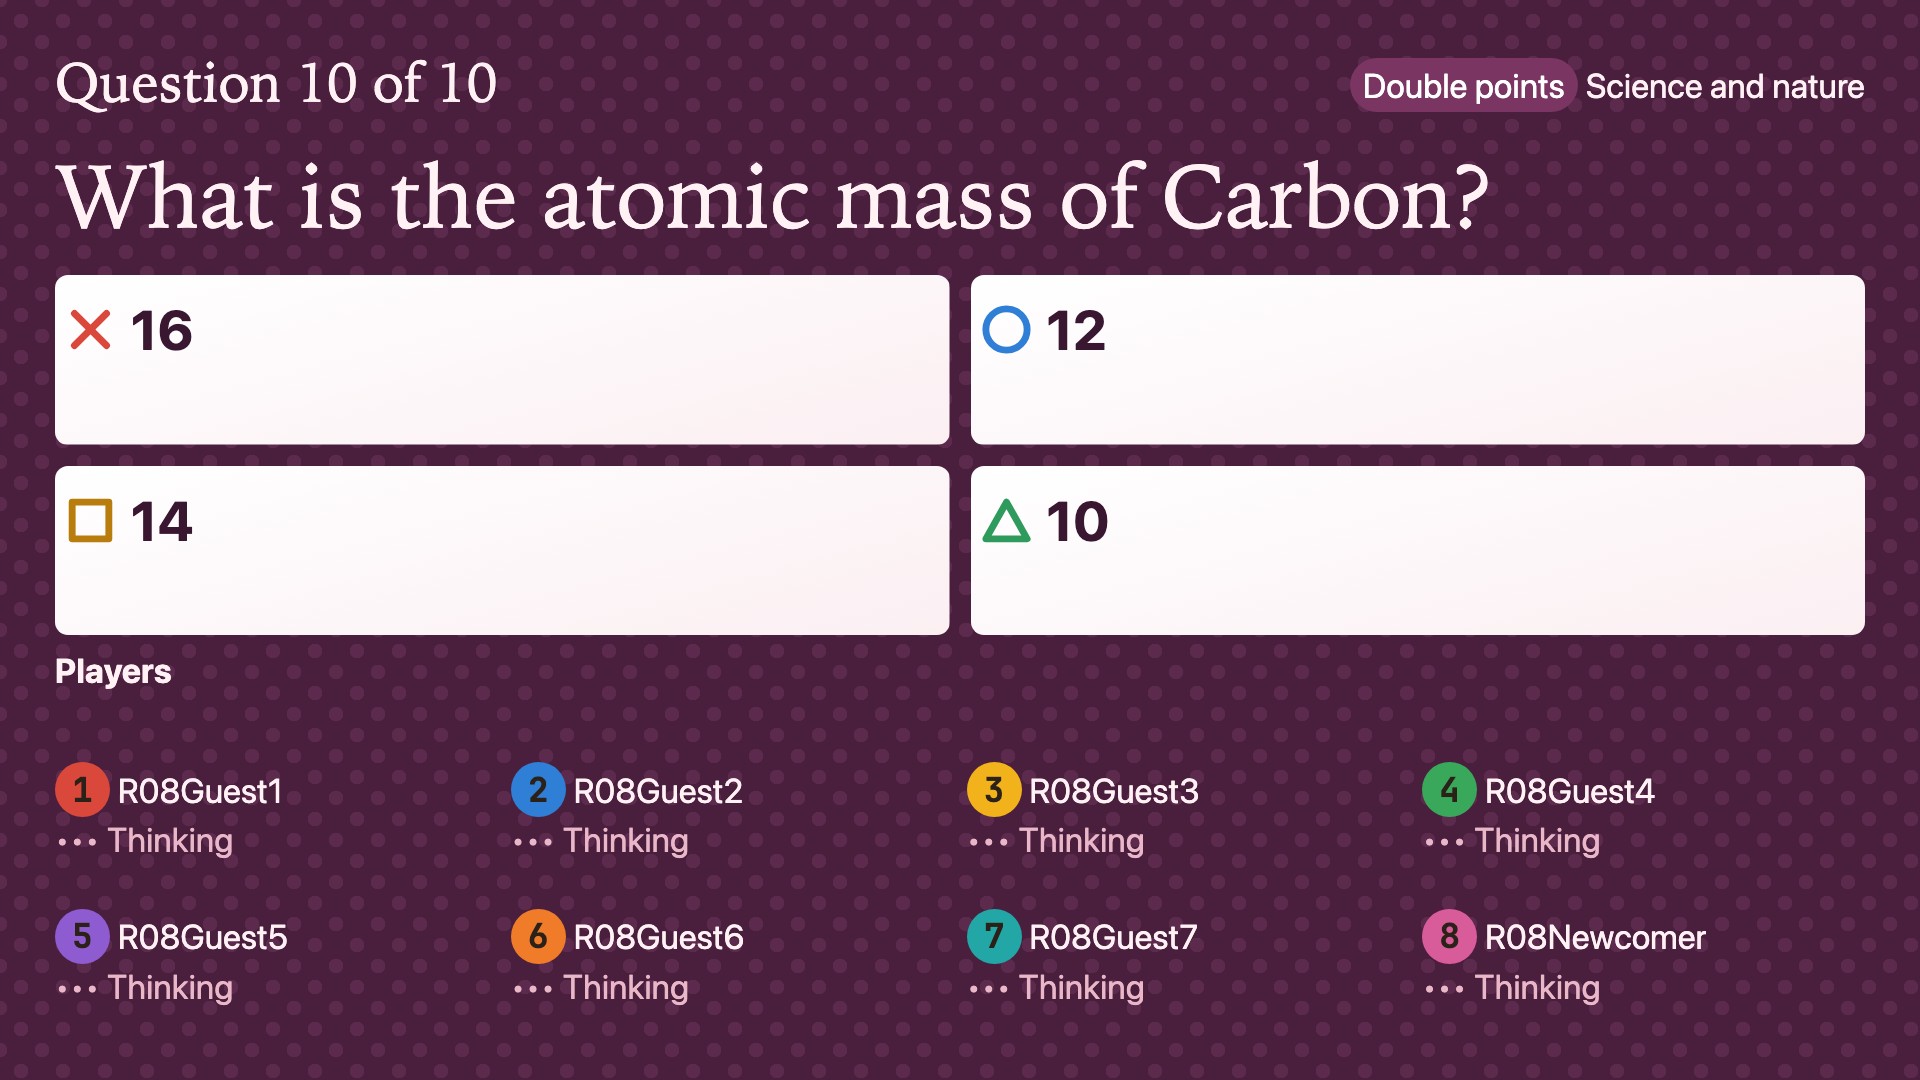 Question 10 of 10
Double points Science and nature
What is the atomic mass of Carbon?
16
12
14
10
Players
1 R08Guest1
Thinking
2 R08Guest2
Thinking
3 R08Guest3
Thinking
4 R08Guest4
Thinking
5 R08Guest5
Thinking
6 R08Guest6
Thinking
7 R08Guest7
Thinking
8 R08Newcomer
Thinking